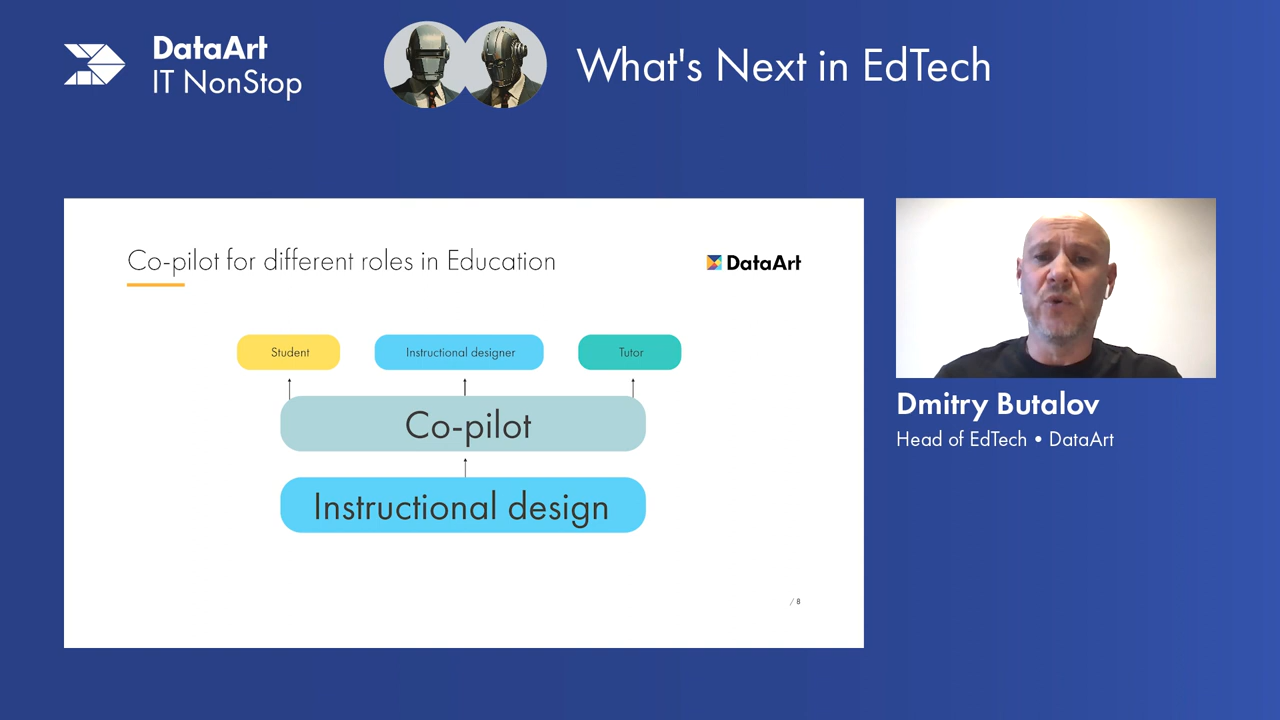 DataArt
IT NonStop
What's Next in EdTech
Co-pilot for different roles in Education
DataArt
Student
Instructional designer
Tutor
Co-pilot
Instructional design
/ 8
Dmitry Butalov
Head of EdTech • DataArt